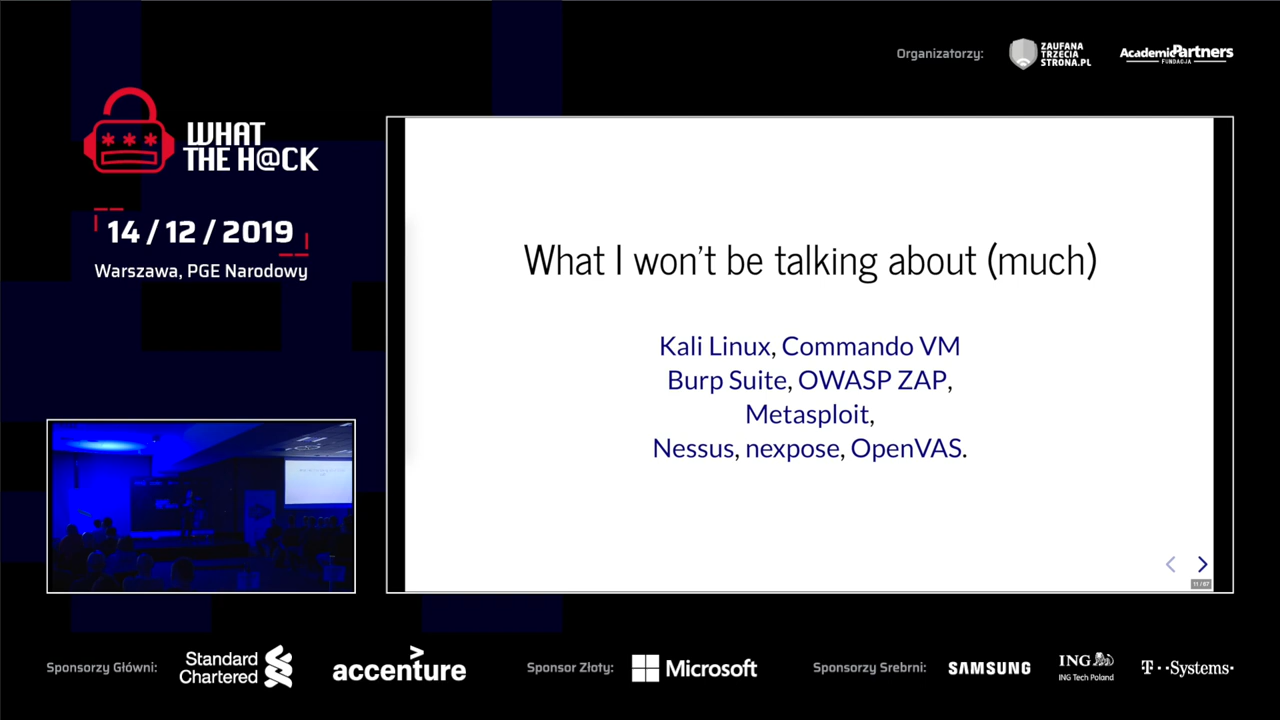 Organizatorzy:
ZAUFANA
TRZECIA
STRONA.PL
AcademicPartners
FUNDACJA
WHAT
THE H@CK
14 / 12 / 2019
Warszawa, PGE Narodowy
What I won't be talking about (much)
Kali Linux, Commando VM
Burp Suite, OWASP ZAP,
Metasploit,
Nessus, nexpose, OpenVAS.
11 / 67
Sponsorzy Główni:
Standard
Chartered
accenture
Sponsor Złoty:
Microsoft
Sponsorzy Srebrni:
SAMSUNG
ING
ING Tech Poland
T··Systems·